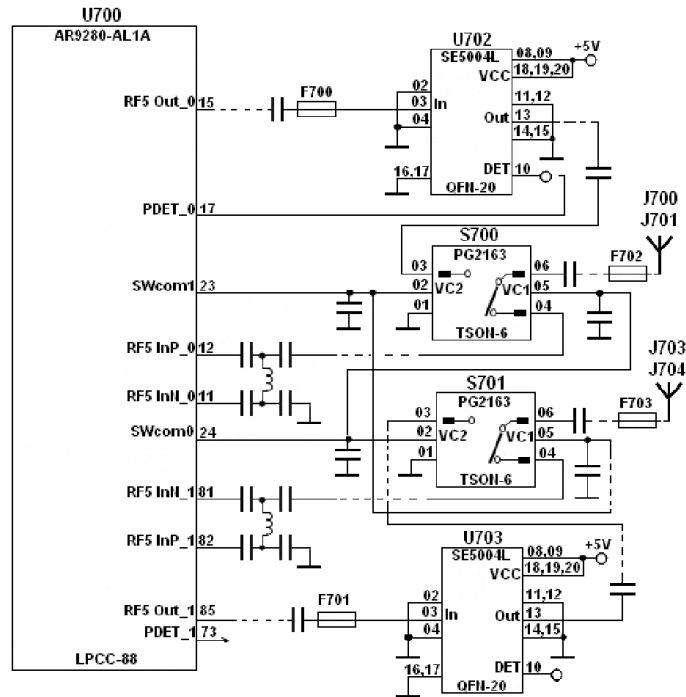 U700
AR9280-AL1A
RF5 Out_0 15
PDET_0 17
SWcom1 23
RF5 InP_0 12
RF5 InN_0 11
SWcom0 24
RF5 InN_1 81
RF5 InP_1 82
RF5 Out_1 85
PDET_1 73
LPCC-88
F700
U702
SE5004L
02
03 In
04
16,17
08,09
VCC 18,19,20
+5V
11,12
Out 13
14,15
DET 10
QFN-20
S700
PG2163
03
02 VC2
01
06
VC1 05
04
TSON-6
F702
J700
J701
S701
PG2163
03
02 VC2
01
06
VC1 05
04
TSON-6
F703
J703
J704
F701
U703
SE5004L
02
03 In
04
16,17
08,09
VCC 18,19,20
+5V
11,12
Out 13
14,15
DET 10
QFN-20